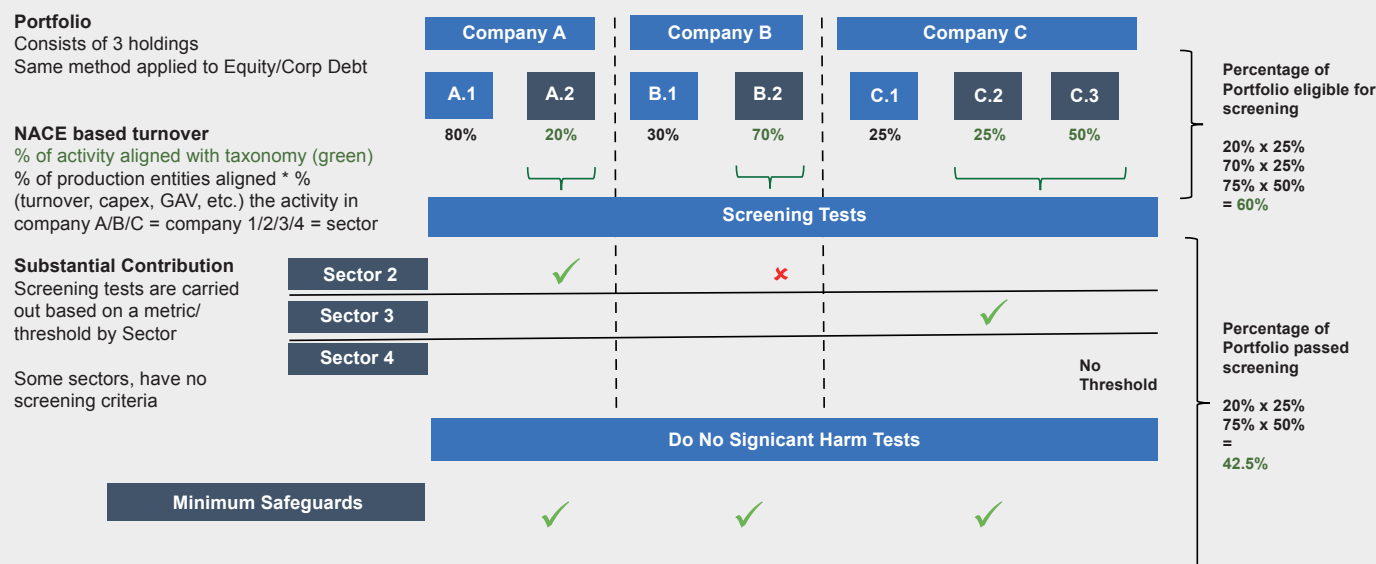 Portfolio
Consists of 3 holdings
Same method applied to Equity/Corp Debt
Company A
Company B
Company C
A.1
A.2
B.1
B.2
C.1
C.2
C.3
80%
20%
30%
70%
25%
25%
50%
Percentage of
Portfolio eligible for
screening
20% x 25%
70% x 25%
75% x 50%
= 60%
NACE based turnover
% of activity aligned with taxonomy (green)
% of production entities aligned * %
(turnover, capex, GAV, etc.) the activity in
company A/B/C = company 1/2/3/4 = sector
Screening Tests
Substantial Contribution
Screening tests are carried
out based on a metric/
threshold by Sector
Some sectors, have no
screening criteria
Sector 2
Sector 3
Sector 4
No
Threshold
Percentage of
Portfolio passed
screening
20% x 25%
75% x 50%
=
42.5%
Do No Signicant Harm Tests
Minimum Safeguards